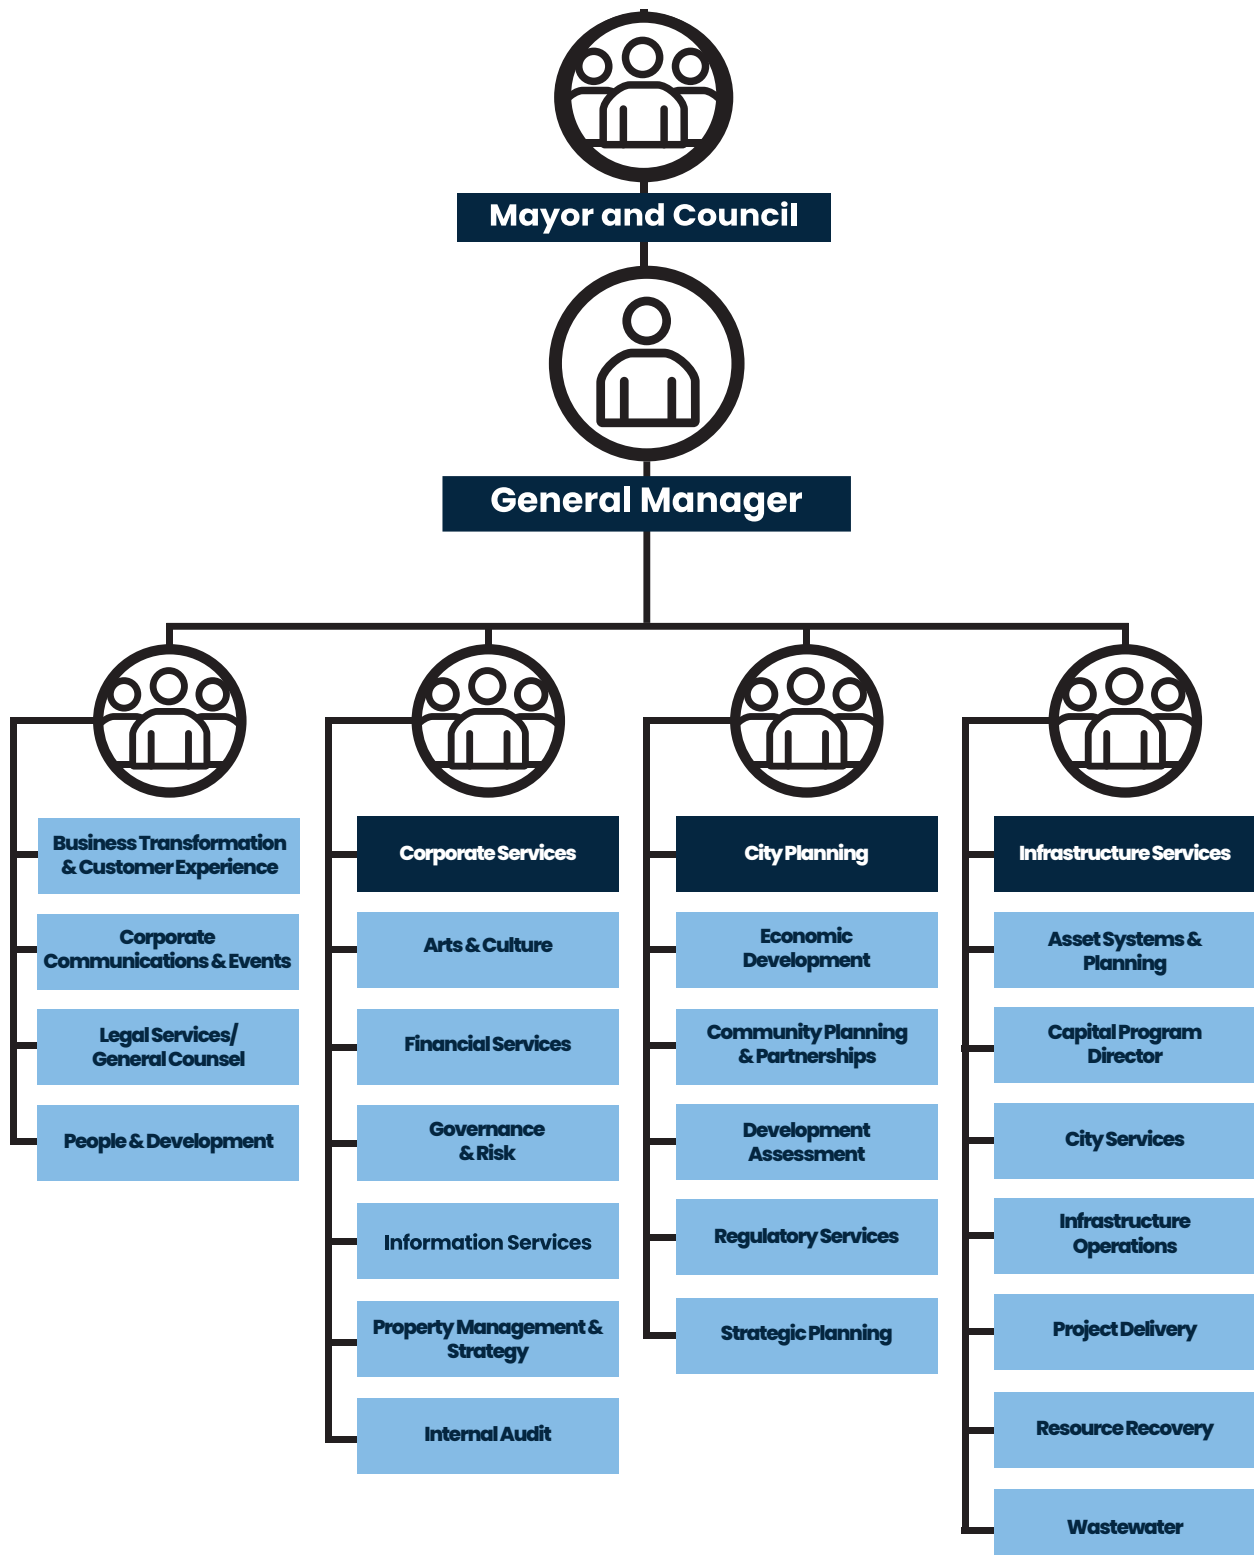 Mayor and Council
General Manager
Business Transformation
& Customer Experience
Corporate
Communications & Events
Legal Services/
General Counsel
People & Development
Corporate Services
Arts & Culture
Financial Services
Governance
& Risk
Information Services
Property Management &
Strategy
Internal Audit
City Planning
Economic
Development
Community Planning
& Partnerships
Development
Assessment
Regulatory Services
Strategic Planning
Infrastructure Services
Asset Systems &
Planning
Capital Program
Director
City Services
Infrastructure
Operations
Project Delivery
Resource Recovery
Wastewater